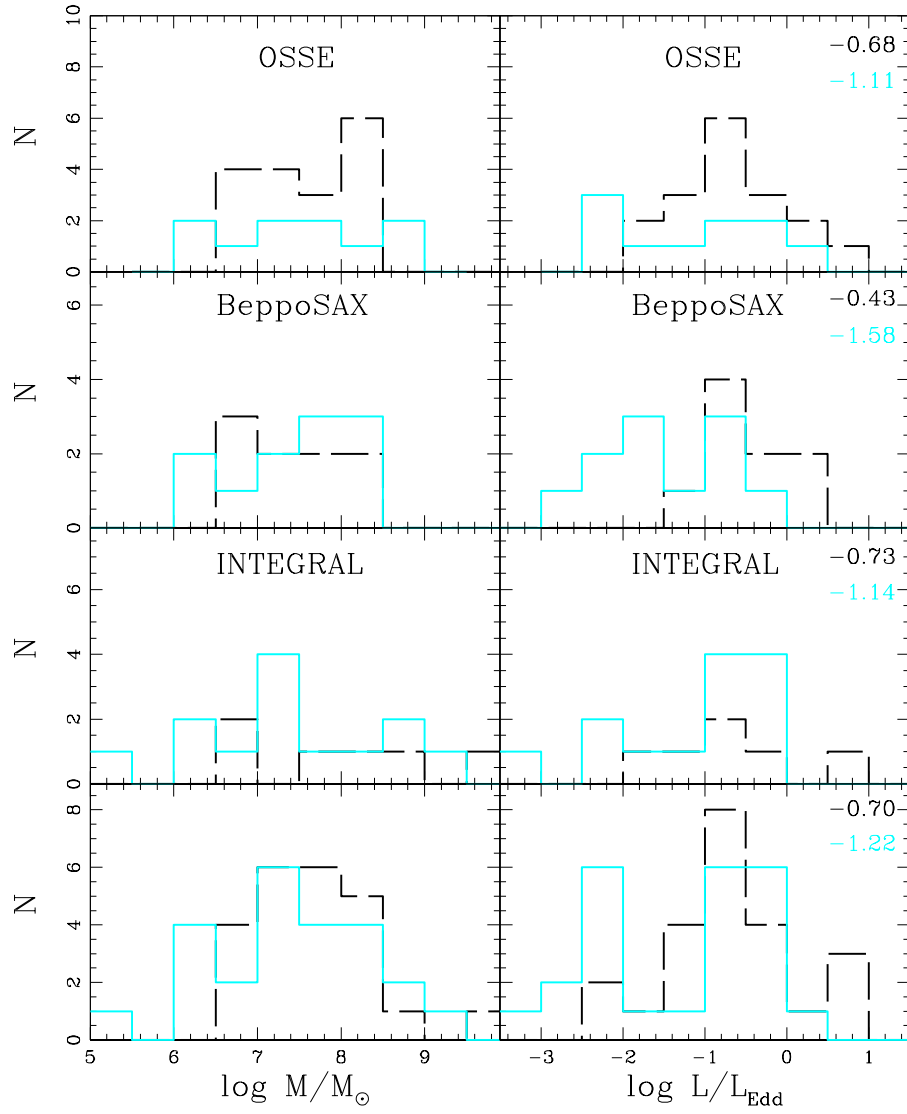 10
8
6
4
2
0
N
OSSE
OSSE
−0.68
−1.11
6
4
2
0
N
BeppoSAX
BeppoSAX
−0.43
−1.58
6
4
2
0
N
INTEGRAL
INTEGRAL
−0.73
−1.14
8
6
4
2
0
N
−0.70
−1.22
5 6 7 8 9
−3 −2 −1 0 1
log M/M⊙
log L/L_Edd